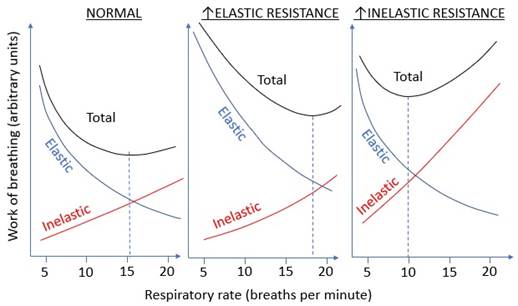 NORMAL
↑ELASTIC RESISTANCE
↑INELASTIC RESISTANCE
Work of breathing (arbitrary units)
Total
Elastic
Inelastic
Total
Elastic
Inelastic
Total
Elastic
Inelastic
5 10 15 20
5 10 15 20
5 10 15 20
Respiratory rate (breaths per minute)